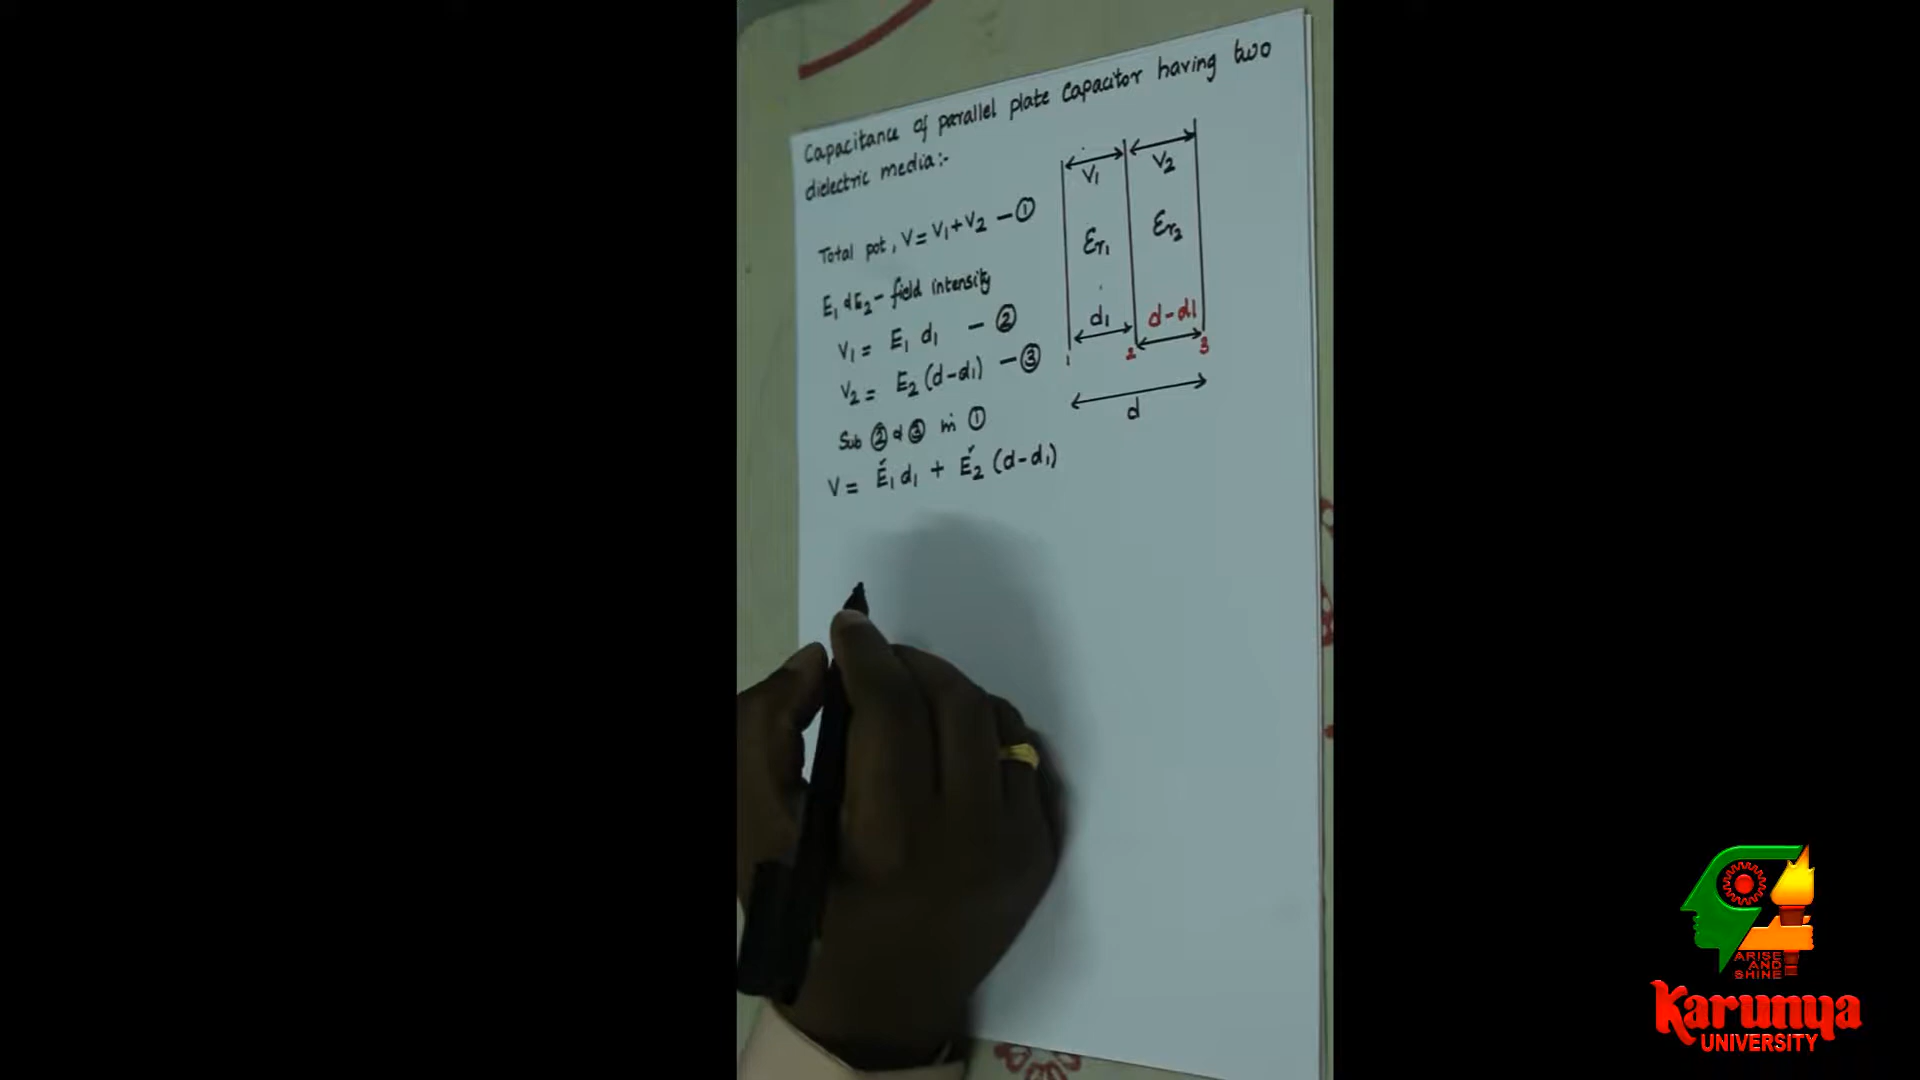 Capacitance of parallel plate capacitor having two
dielectric media:-
Total pot, V = V1 + V2 - ①
E1 & E2 - field intensity
V1 = E1 d1 - ②
V2 = E2 (d-d1) - ③
Sub ② & ③ in ①
V = E1 d1 + E2 (d-d1)
V1 V2
Ɛr1 Ɛr2
d1 d-d1
1 2 3
d
ARISE
AND
SHINE
Karunya
UNIVERSITY